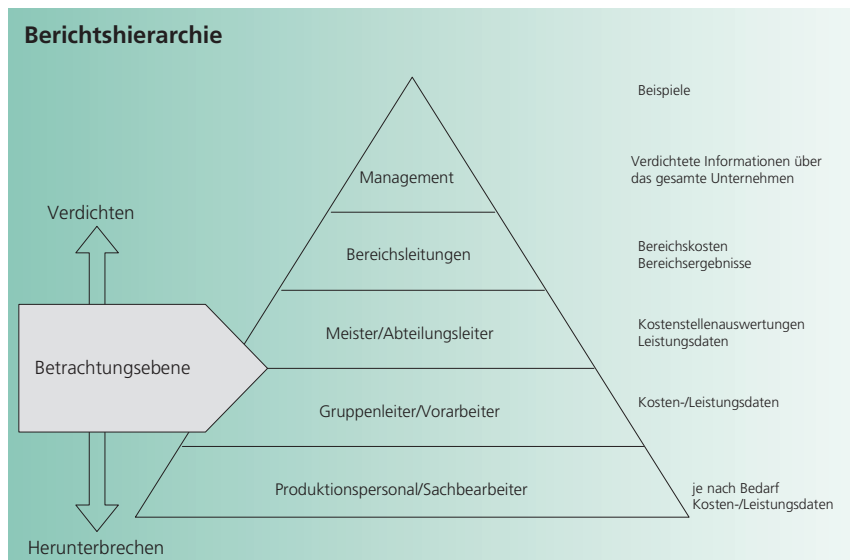 Berichtshierarchie
Beispiele
Management
Verdichtete Informationen über
das gesamte Unternehmen
Verdichten
Bereichsleitungen
Bereichskosten
Bereichsergebnisse
Meister/Abteilungsleiter
Kostenstellenauswertungen
Leistungsdaten
Betrachtungsebene
Gruppenleiter/Vorarbeiter
Kosten-/Leistungsdaten
Produktionspersonal/Sachbearbeiter
je nach Bedarf
Kosten-/Leistungsdaten
Herunterbrechen